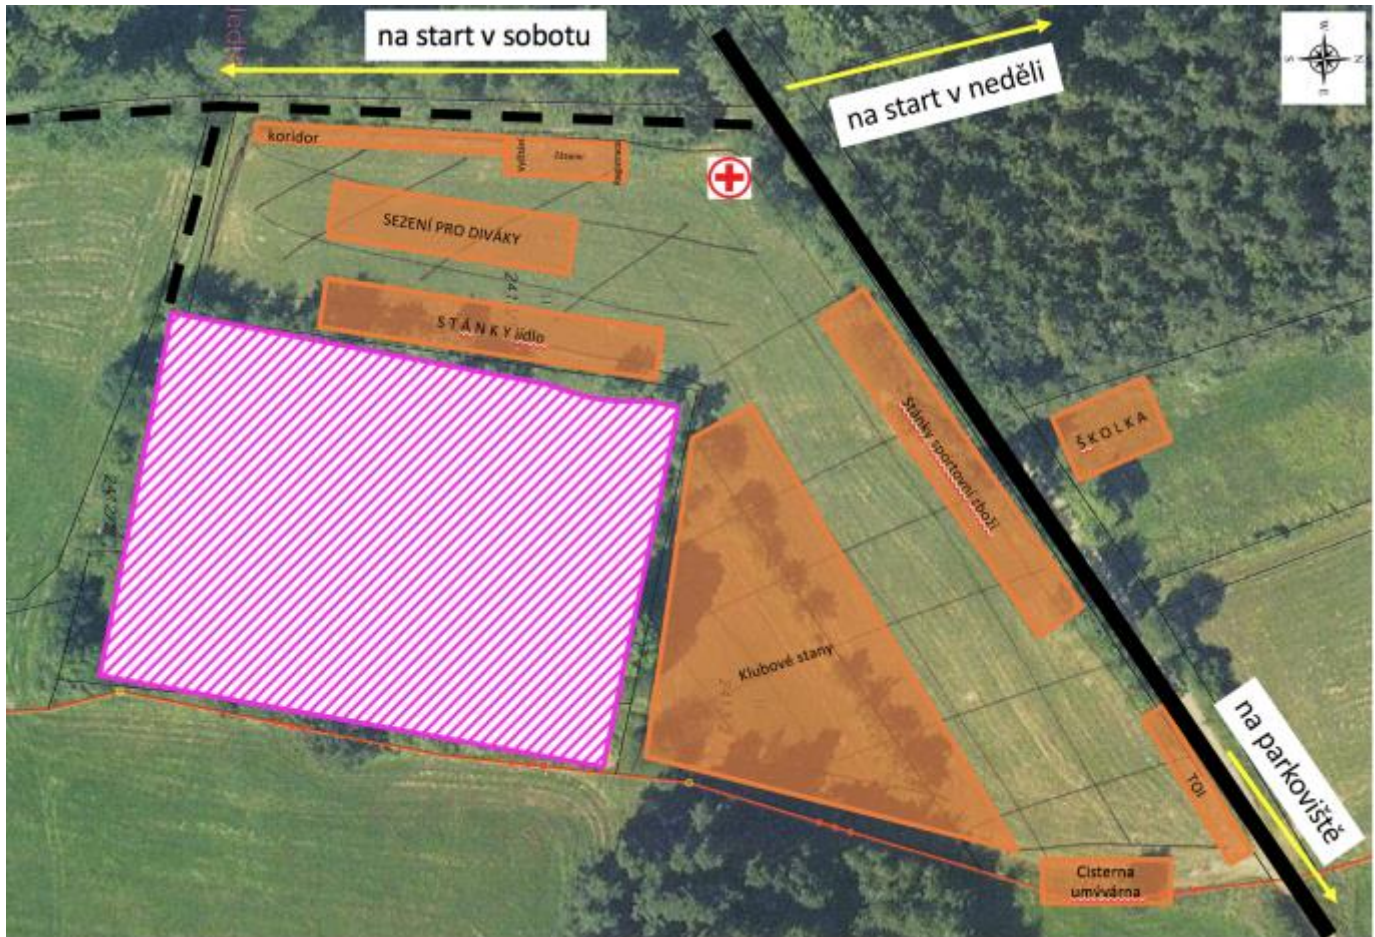 na start v sobotu
na start v neděli
W
S
N
E
koridor
SEZENÍ PRO DIVÁKY
S T Á N K Y jídlo
Stánky sportovní zboží
Š K O L K A
Klubové stany
TOI
na parkoviště
Cisterna
umývárna